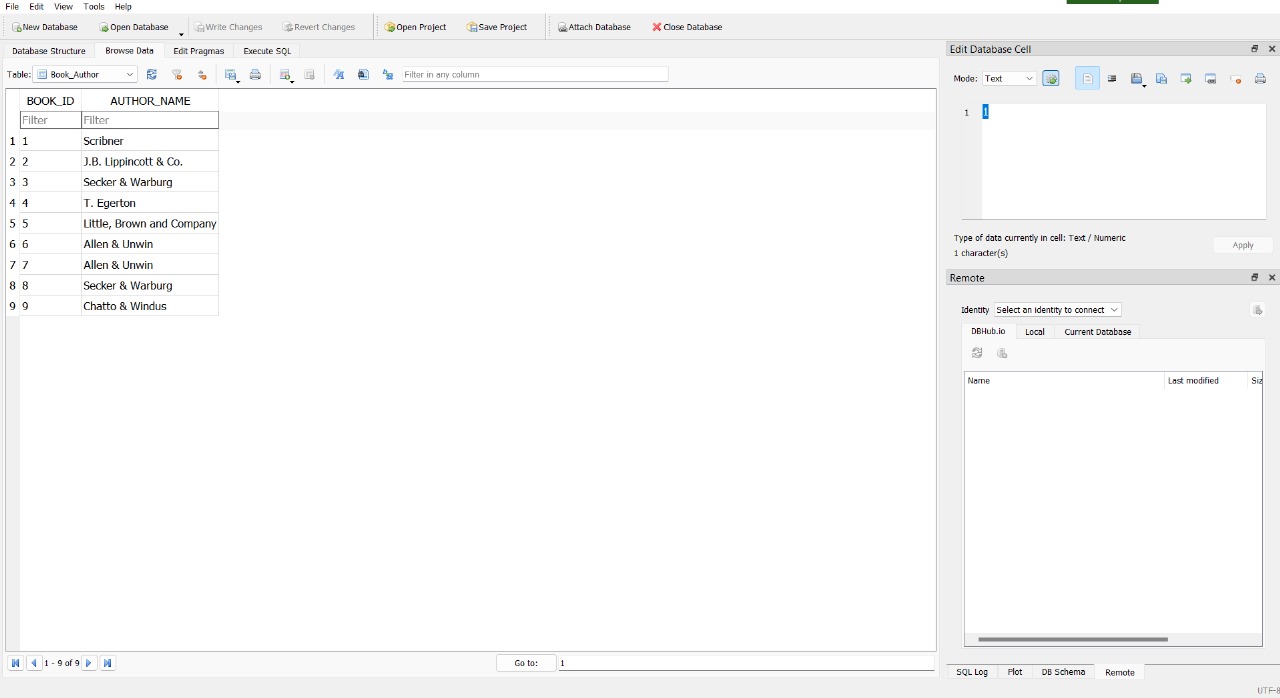 File Edit View Tools Help
New Database Open Database Write Changes Revert Changes Open Project Save Project Attach Database Close Database
Database Structure Browse Data Edit Pragmas Execute SQL
Table: Book_Author Filter in any column
BOOK_ID AUTHOR_NAME
Filter Filter
1 1 Scribner
2 2 J.B. Lippincott & Co.
3 3 Secker & Warburg
4 4 T. Egerton
5 5 Little, Brown and Company
6 6 Allen & Unwin
7 7 Allen & Unwin
8 8 Secker & Warburg
9 9 Chatto & Windus
1 - 9 of 9 Go to: 1
Edit Database Cell
Mode: Text
1 1
Type of data currently in cell: Text / Numeric
1 character(s)
Apply
Remote
Identity Select an identity to connect
DBHub.io Local Current Database
Name Last modified Siz
SQL Log Plot DB Schema Remote
UTF-8